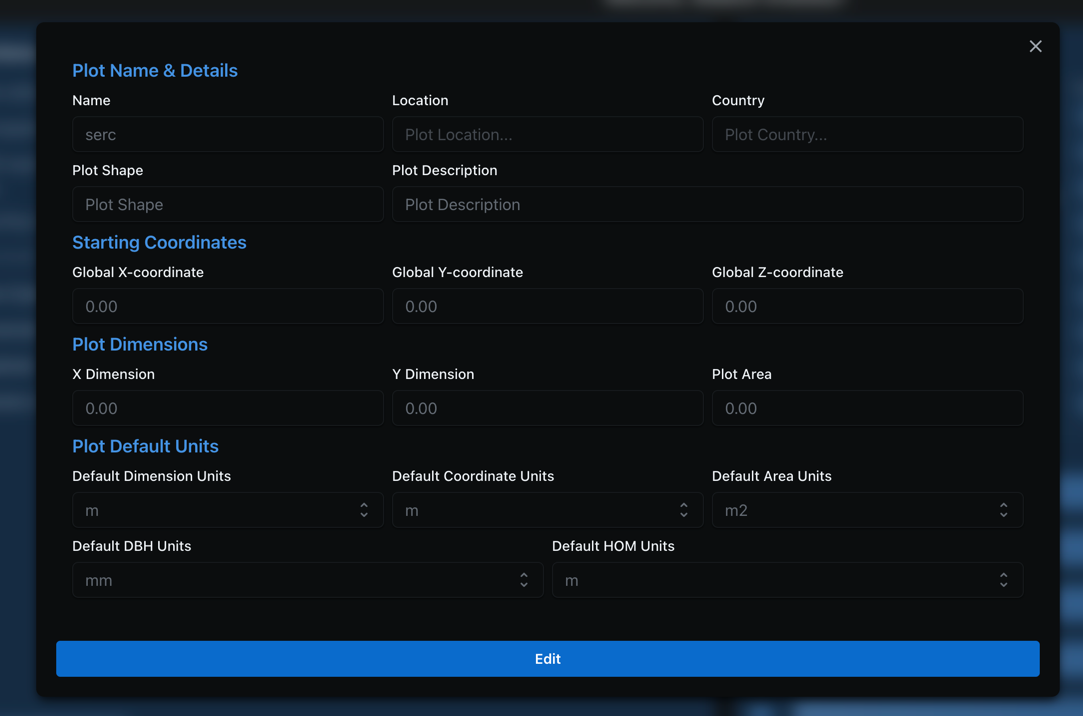 Plot Name & Details
Name Location Country
serc Plot Location... Plot Country...
Plot Shape Plot Description
Plot Shape Plot Description
Starting Coordinates
Global X-coordinate Global Y-coordinate Global Z-coordinate
0.00 0.00 0.00
Plot Dimensions
X Dimension Y Dimension Plot Area
0.00 0.00 0.00
Plot Default Units
Default Dimension Units Default Coordinate Units Default Area Units
m m m2
Default DBH Units Default HOM Units
mm m
Edit